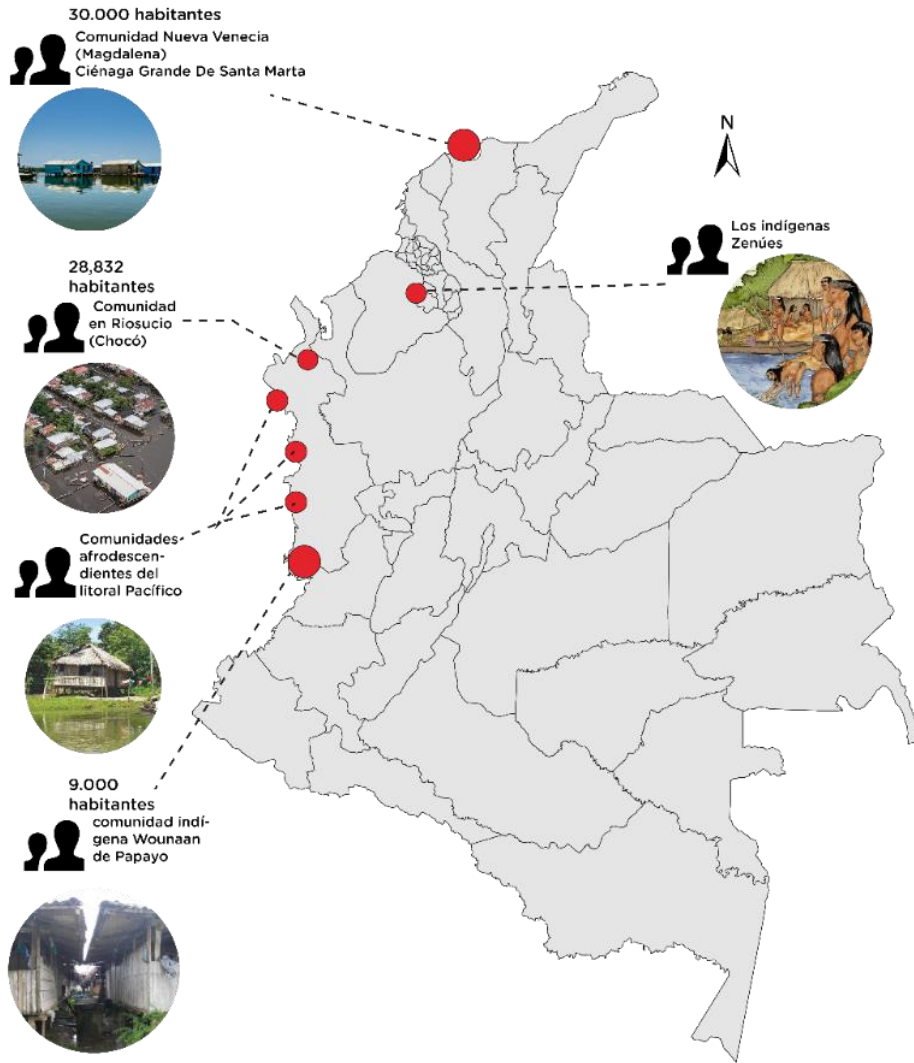 30.000 habitantes
Comunidad Nueva Venecia
(Magdalena)
Ciénaga Grande De Santa Marta
N
Los indígenas
Zenúes
28,832
habitantes
Comunidad
en Riosucio
(Chocó)
Comunidades
afrodescen-
dientes del
litoral Pacífico
9.000
habitantes
comunidad indí-
gena Wounaan
de Papayo